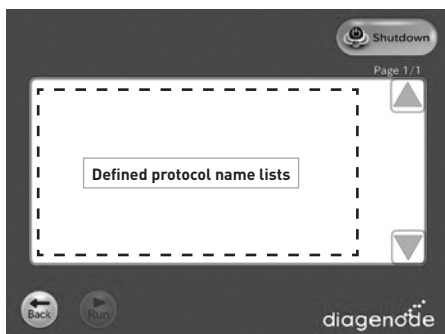 Shutdown
Page 1/1
Defined protocol name lists
Back
Run
diagenode